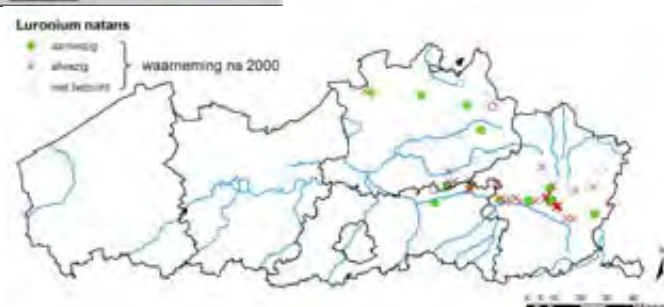 Luronium natans
aanwezig
afwezig
niet bezocht
waarneming na 2000